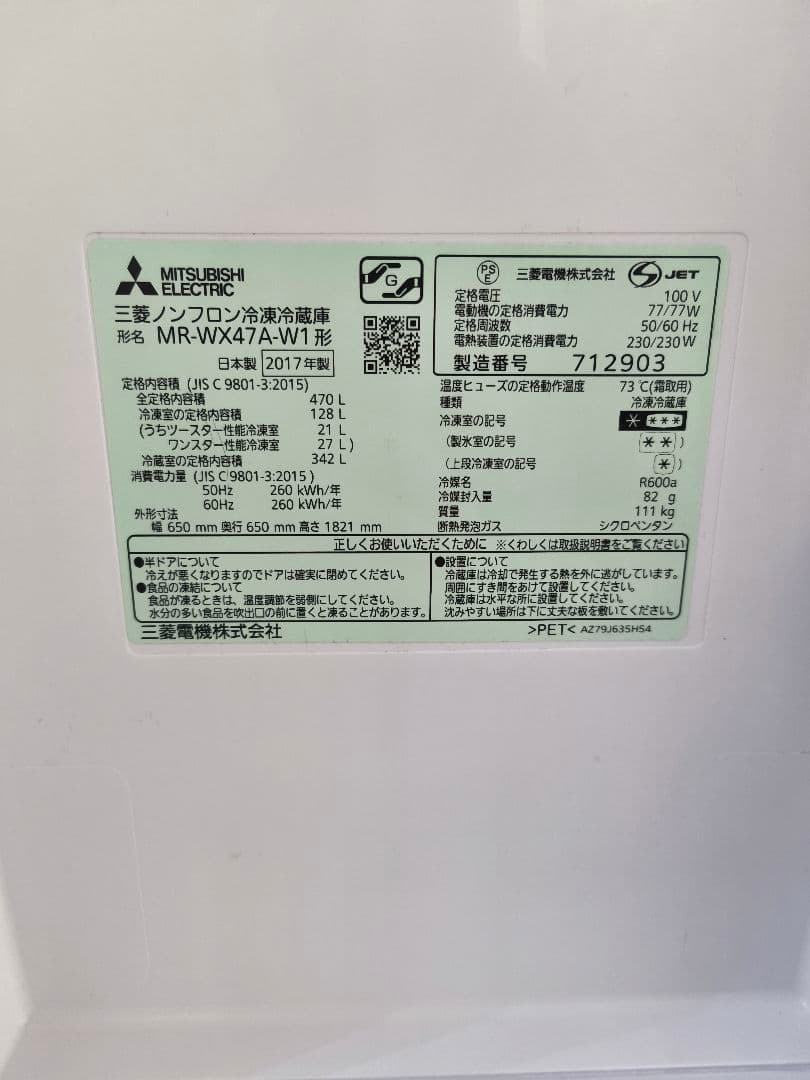 MITSUBISHI
ELECTRIC
G
三菱ノンフロン冷凍冷蔵庫
形名 MR-WX47A-W1形
日本製 2017年製
定格内容積 (JIS C 9801-3:2015)
全定格内容積 470 L
冷凍室の定格内容積 128 L
(うちツースター性能冷凍室 21 L
ワンスター性能冷凍室 27 L)
冷蔵室の定格内容積 342 L
消費電力量 (JIS C 9801-3:2015)
50Hz 260 kWh/年
60Hz 260 kWh/年
外形寸法
幅 650 mm 奥行 650 mm 高さ 1821 mm
PSE 三菱電機株式会社 JET
定格電圧 100 V
電動機の定格消費電力 77/77W
定格周波数 50/60 Hz
電熱装置の定格消費電力 230/230W
製造番号 712903
温度ヒューズの定格動作温度 73℃(霜取用)
種類 冷凍冷蔵庫
冷凍室の記号 * ***
(製氷室の記号 **)
(上段冷凍室の記号 *)
冷媒名 R600a
冷媒封入量 82 g
質量 111 kg
断熱発泡ガス シクロペンタン
正しくお使いいただくために ※くわしくは取扱説明書をご覧ください
●半ドアについて
冷えが悪くなりますのでドアは確実に閉めてください。
●食品の凍結について
食品が凍るときは、温度調節を弱側にしてください。
水分の多い食品を吹出口の前に置くと凍ることがあります。
●設置について
冷蔵庫は冷却で発生する熱を外に逃がしています。
周囲にすき間をあけて設置してください。
冷蔵庫は水平な所に設置してください。
沈みやすい場所は下に丈夫な板を敷いてください。
三菱電機株式会社 >PET< AZ79J635H54